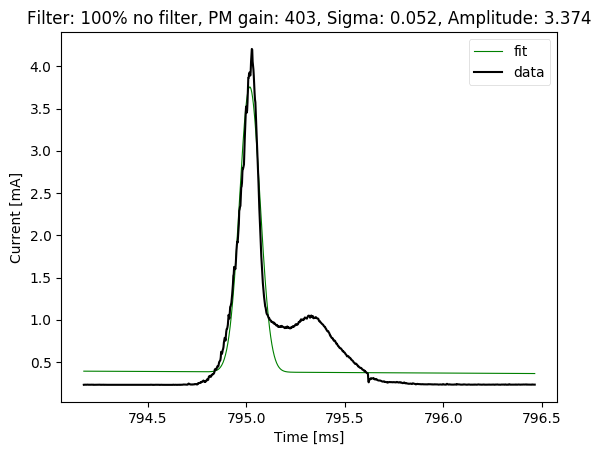 Filter: 100% no filter, PM gain: 403, Sigma: 0.052, Amplitude: 3.374
fit
data
4.0
3.5
3.0
2.5
2.0
1.5
1.0
0.5
Current [mA]
794.5
795.0
795.5
796.0
796.5
Time [ms]